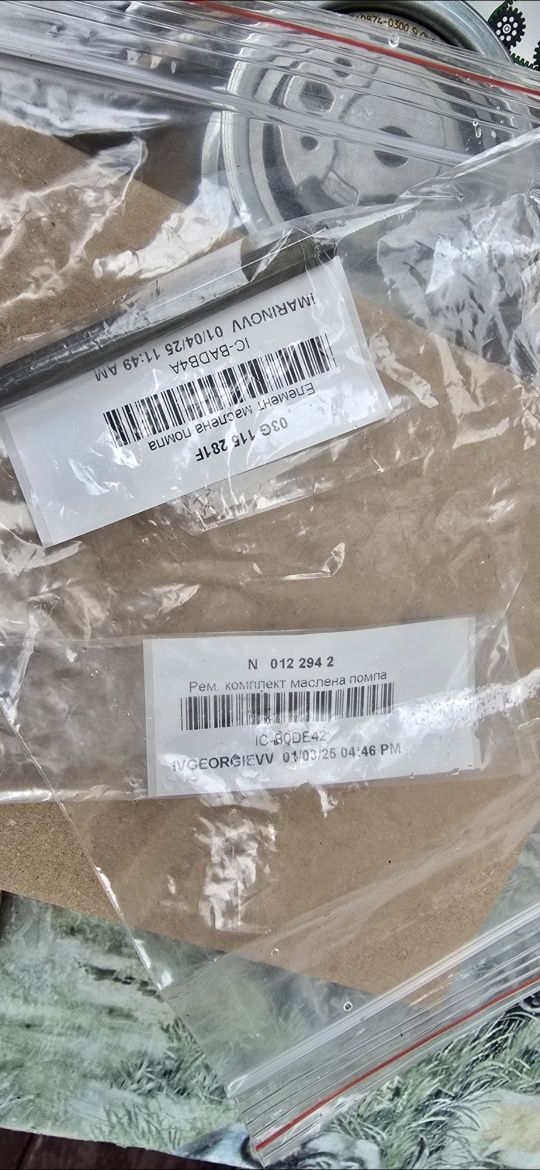 03G 115 281F
Елемент маслена помпа
IC-BADB4A
IMARINOVV 01/04/25 11:49 AM
N 012 294 2
Рем. комплект маслена помпа
IC-B0DE42
IVGEORGIEVV 01/03/25 04:46 PM